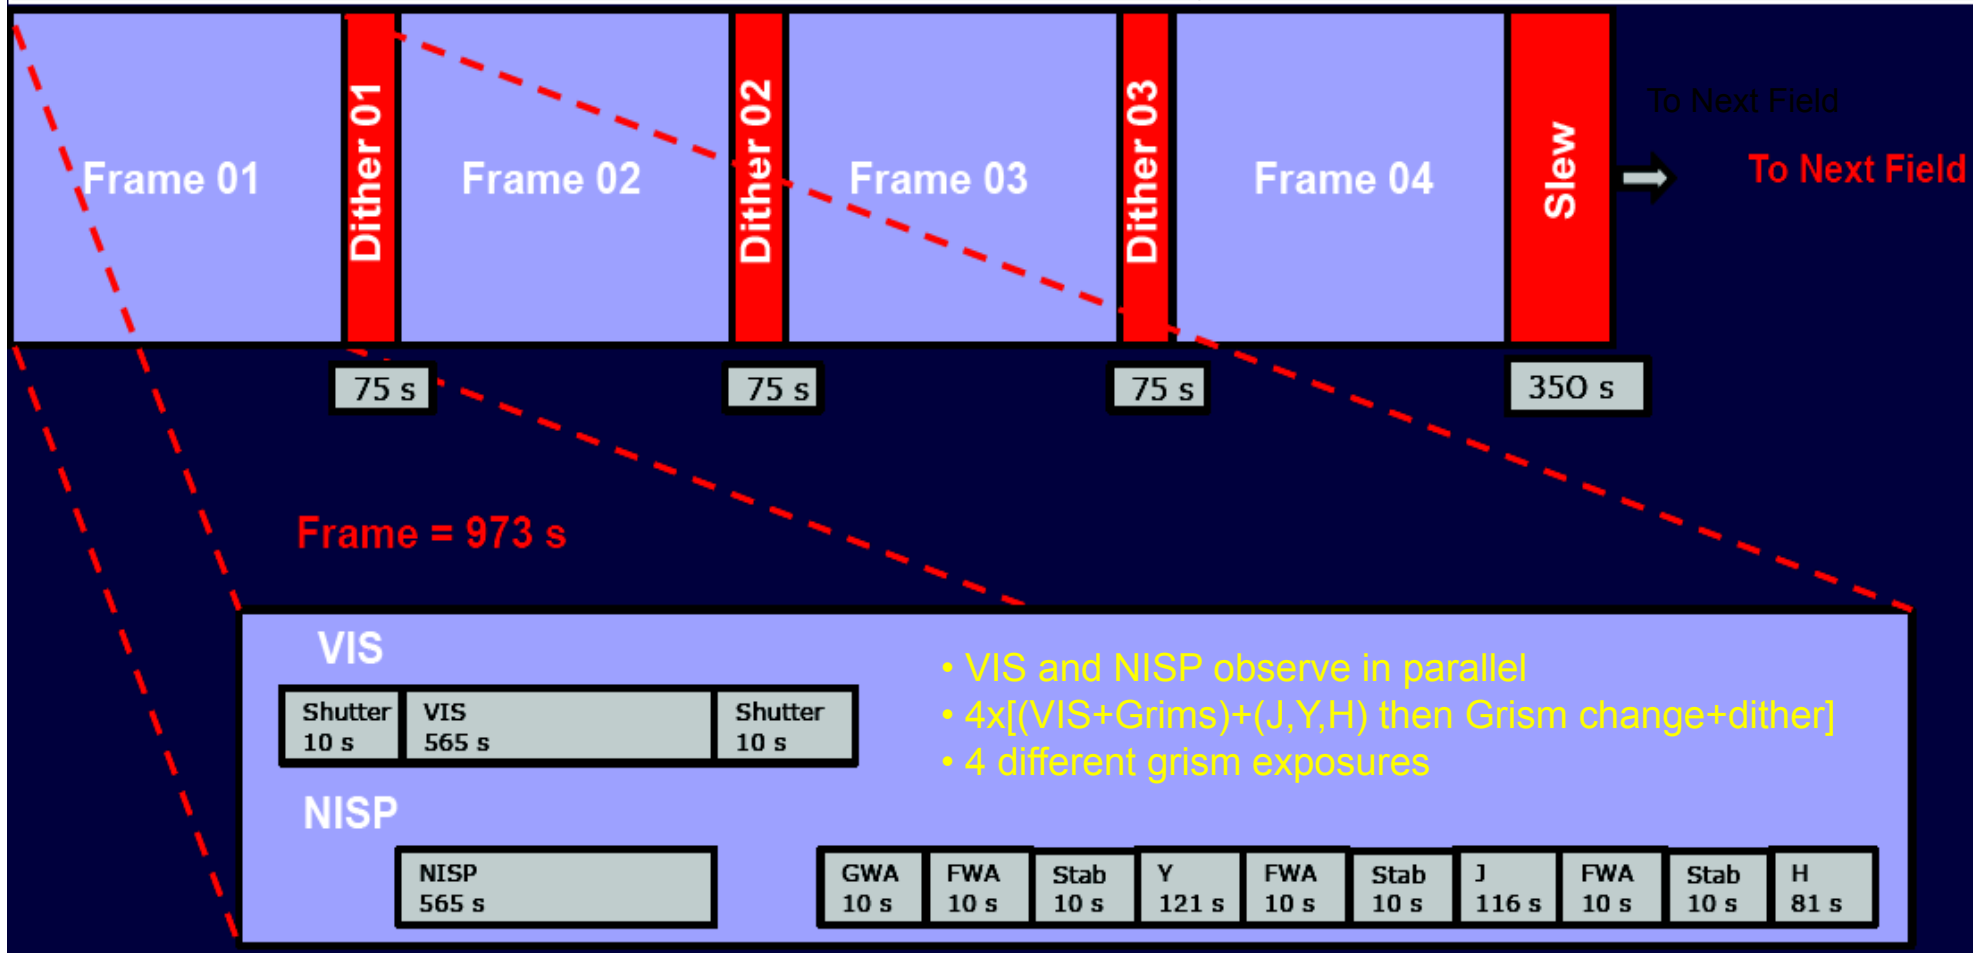 Frame 01
Dither 01
Frame 02
Dither 02
Frame 03
Dither 03
Frame 04
Slew
To Next Field
To Next Field
75 s
75 s
75 s
350 s
Frame = 973 s
VIS
Shutter
10 s
VIS
565 s
Shutter
10 s
• VIS and NISP observe in parallel
• 4x[(VIS+Grims)+(J,Y,H) then Grism change+dither]
• 4 different grism exposures
NISP
NISP
565 s
GWA
10 s
FWA
10 s
Stab
10 s
Y
121 s
FWA
10 s
Stab
10 s
J
116 s
FWA
10 s
Stab
10 s
H
81 s